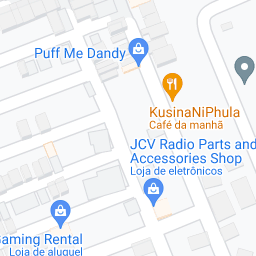 Puff Me Dandy
KusinaNiPhula
Café da manhã
JCV Radio Parts and
Accessories Shop
Loja de eletrônicos
Gaming Rental
Loja de aluguel